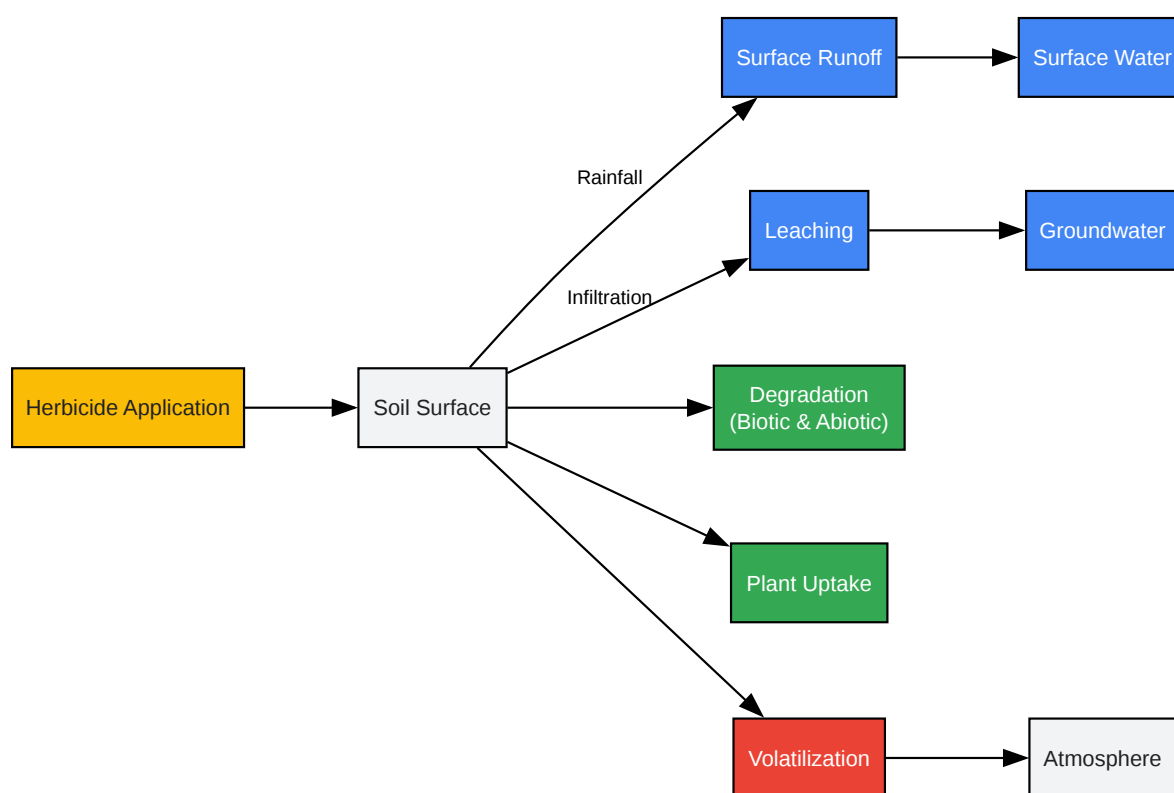 Surface Runoff
Surface Water
Rainfall
Leaching
Groundwater
Infiltration
Herbicide Application
Soil Surface
Degradation
(Biotic & Abiotic)
Plant Uptake
Volatilization
Atmosphere